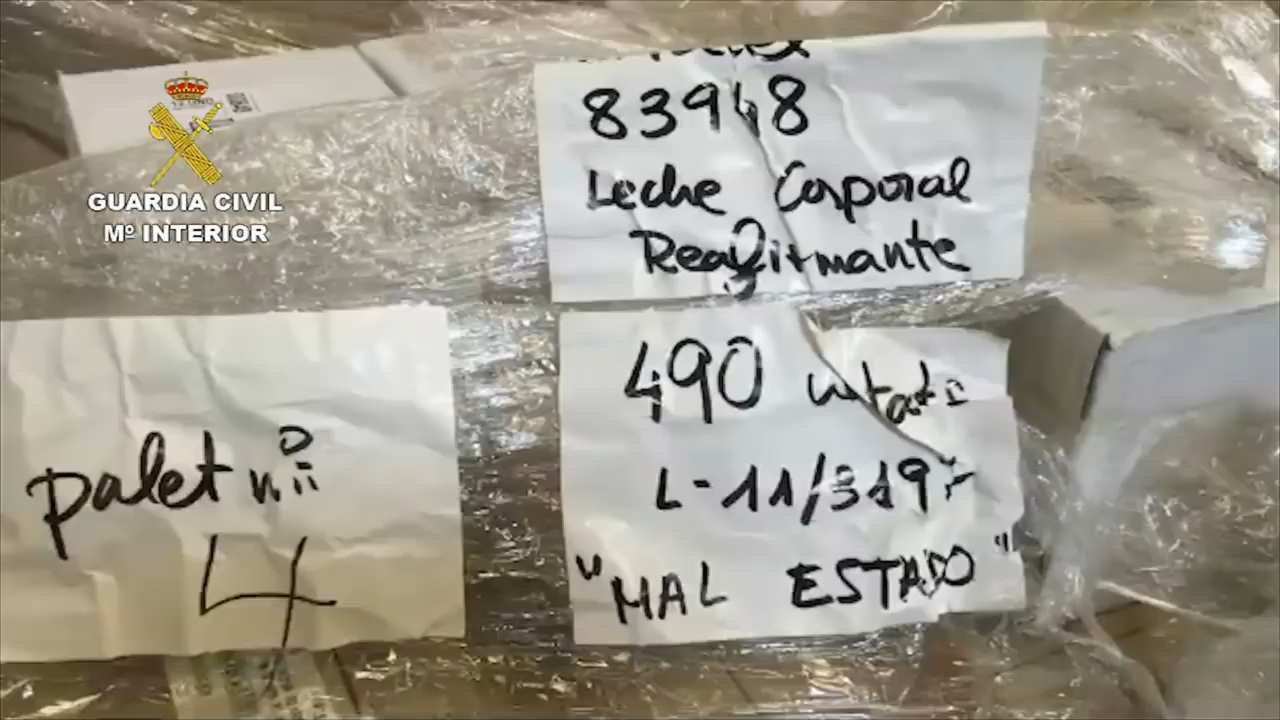 GUARDIA CIVIL
Mº INTERIOR
83948
Leche Corporal
Reafirmante
490
L-11/319
"MAL ESTADO"
palet nº
4